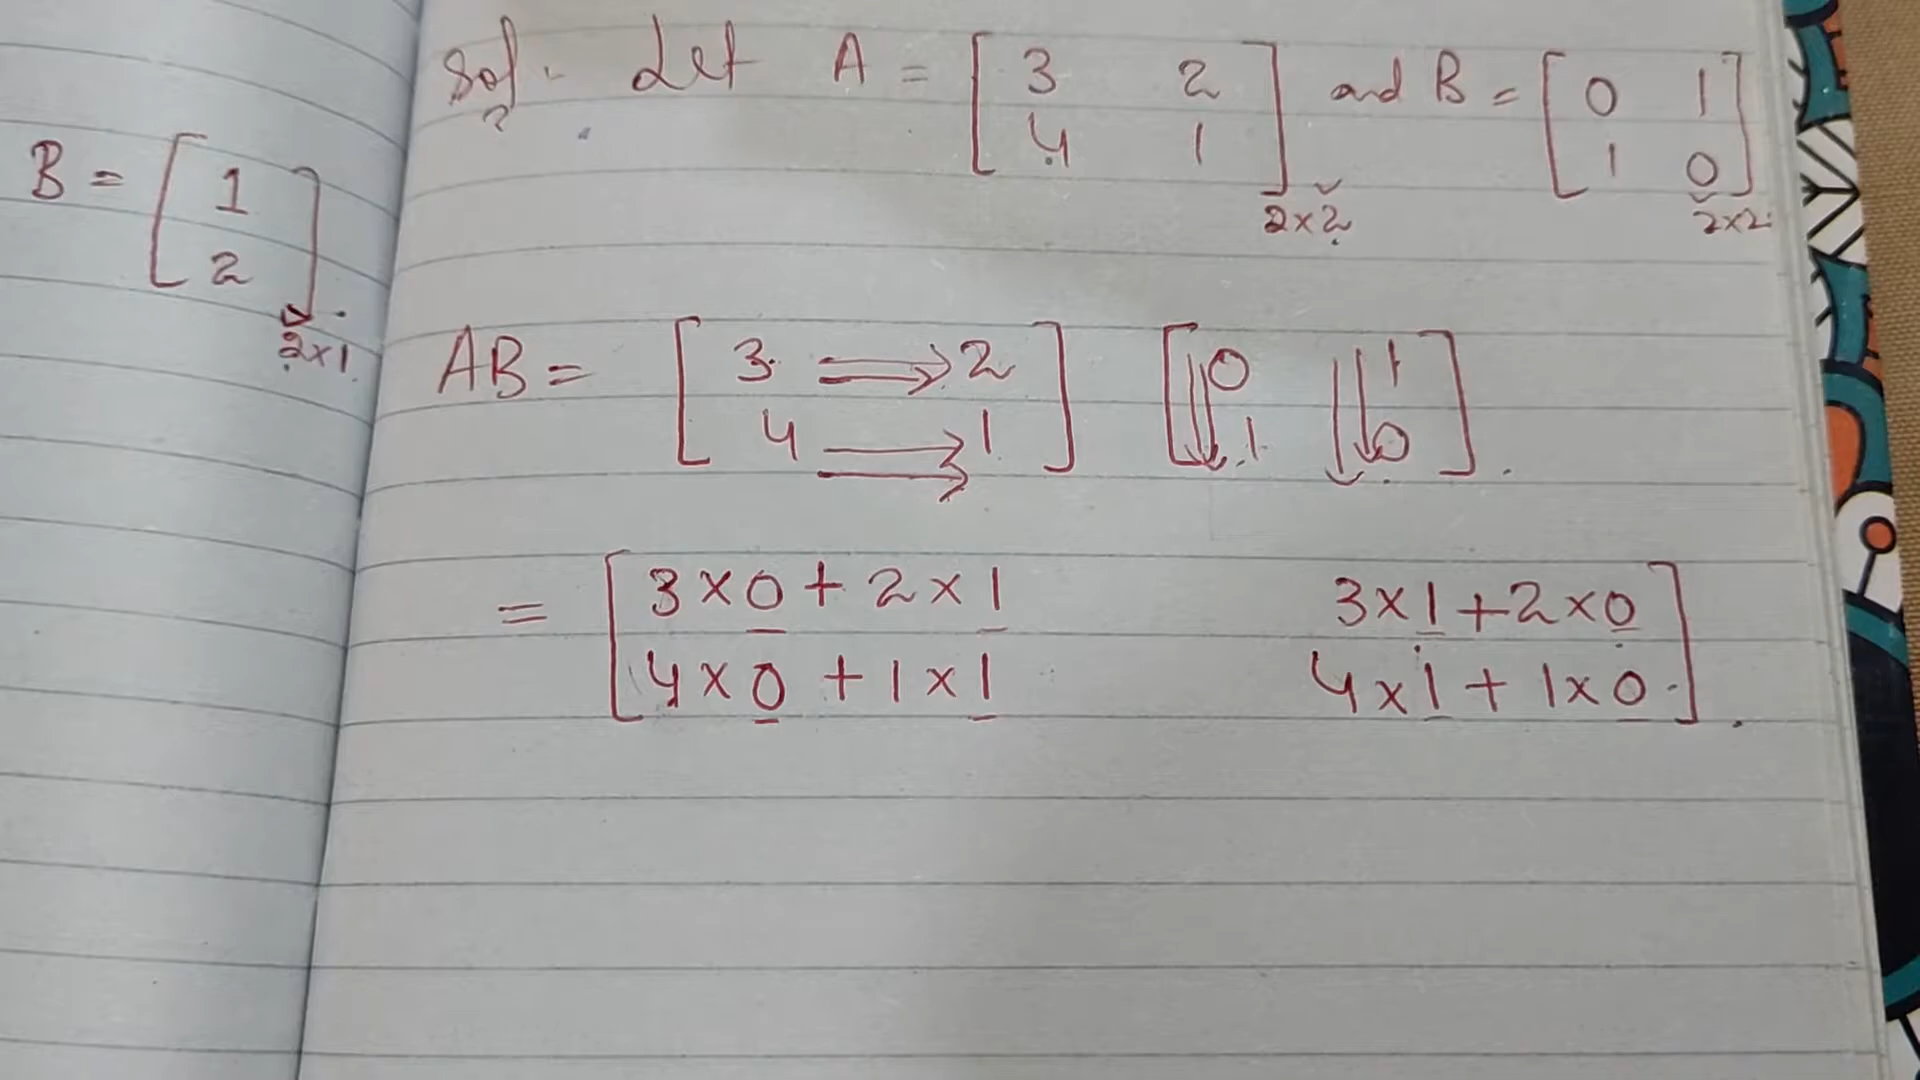 B = [ 1
2 ] 2×1
Sol. Let A = [ 3 2
4 1 ] 2×2 and B = [ 0 1
1 0 ] 2×2
AB = [ 3 ⇒ 2
4 ⇒ 1 ] [ 0 1
1 0 ].
= [ 3×0+2×1 3×1+2×0
4×0+1×1 4×1+1×0 ].